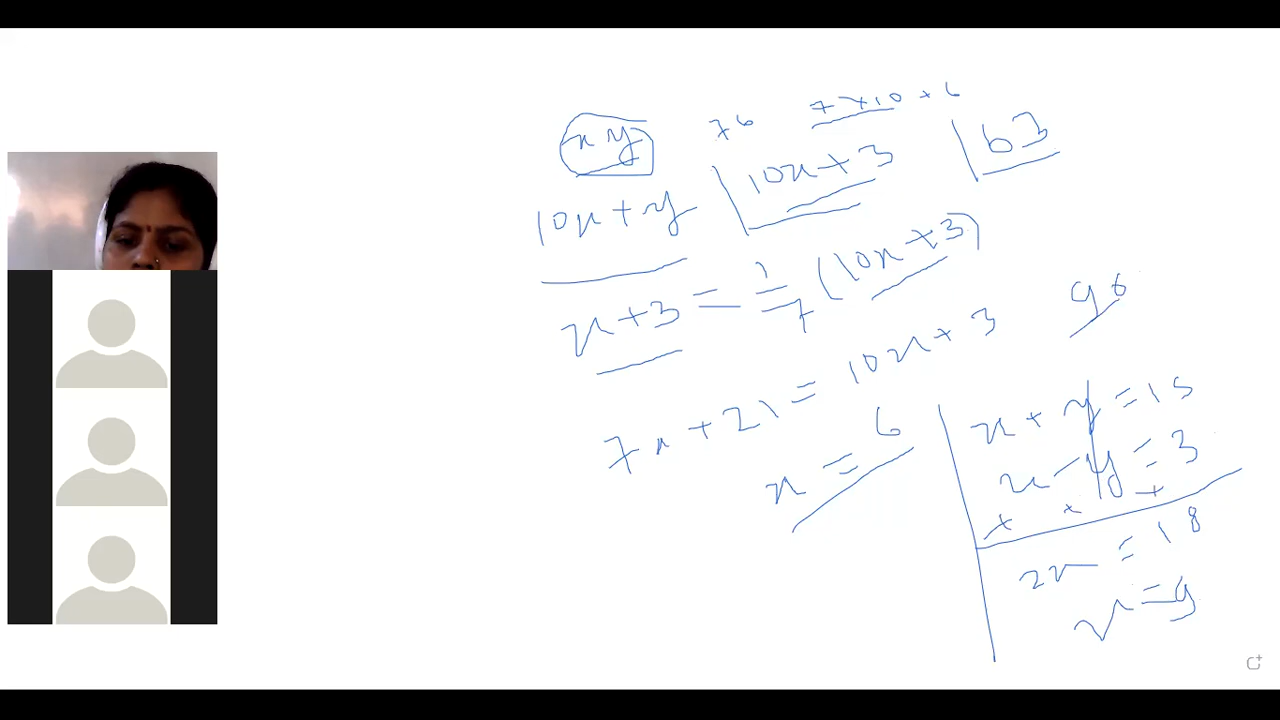 xy 76 7×10+6
10x+y 10x+3 63
x+3 = 1/7 (10x+3)
7x+21 = 10x+3 96
x = 6
x+y=15
x-y=3
+ + +
2x = 18
x=9